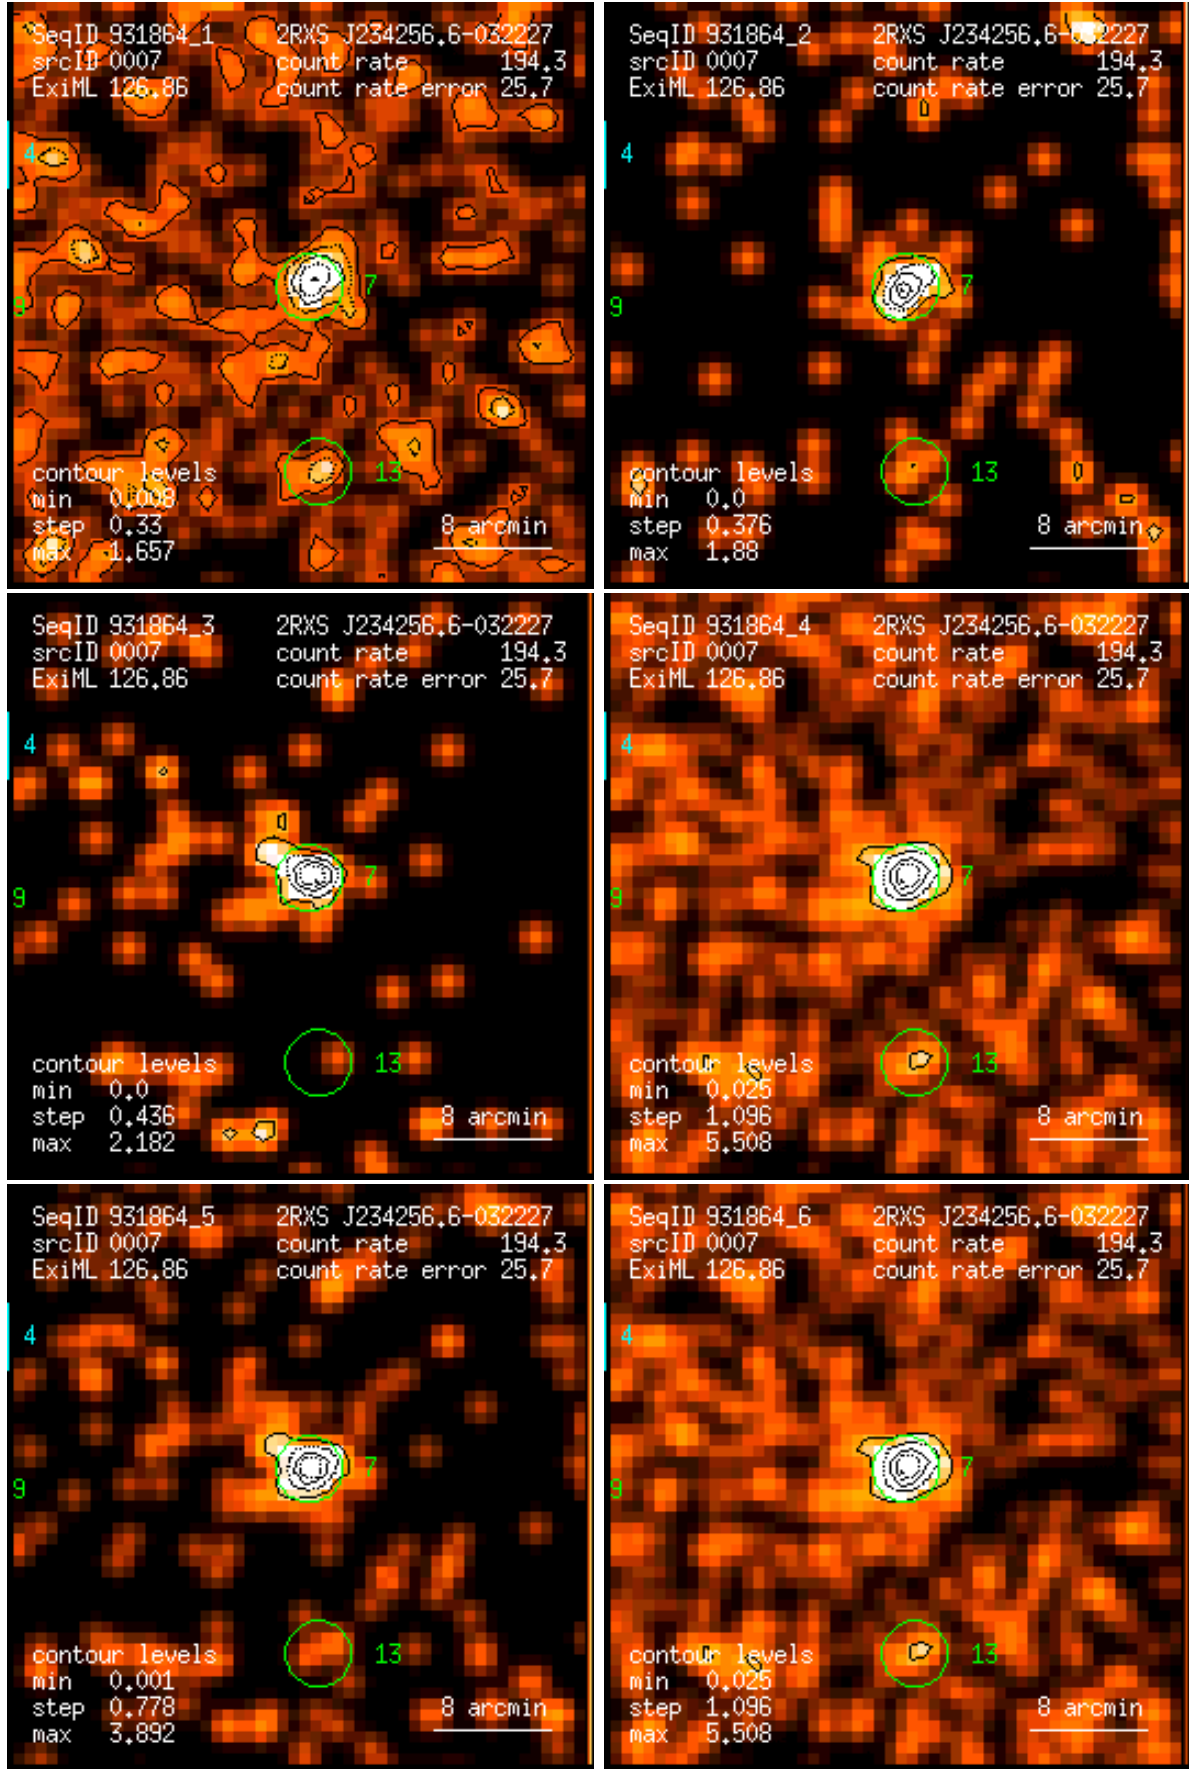 SeqID 931864_1 2RXS J234256.6-032227
srcID 0007 count rate 194.3
ExiML 126.86 count rate error 25.7
4
7
9
13
contour levels
min 0.008
step 0.33
max 1.657
8 arcmin
SeqID 931864_2 2RXS J234256.6-032227
srcID 0007 count rate 194.3
ExiML 126.86 count rate error 25.7
4
7
9
13
contour levels
min 0.0
step 0.376
max 1.88
8 arcmin
SeqID 931864_3 2RXS J234256.6-032227
srcID 0007 count rate 194.3
ExiML 126.86 count rate error 25.7
4
7
9
13
contour levels
min 0.0
step 0.436
max 2.182
8 arcmin
SeqID 931864_4 2RXS J234256.6-032227
srcID 0007 count rate 194.3
ExiML 126.86 count rate error 25.7
4
7
9
13
contour levels
min 0.025
step 1.096
max 5.508
8 arcmin
SeqID 931864_5 2RXS J234256.6-032227
srcID 0007 count rate 194.3
ExiML 126.86 count rate error 25.7
4
7
9
13
contour levels
min 0.001
step 0.778
max 3.892
8 arcmin
SeqID 931864_6 2RXS J234256.6-032227
srcID 0007 count rate 194.3
ExiML 126.86 count rate error 25.7
4
7
9
13
contour levels
min 0.025
step 1.096
max 5.508
8 arcmin